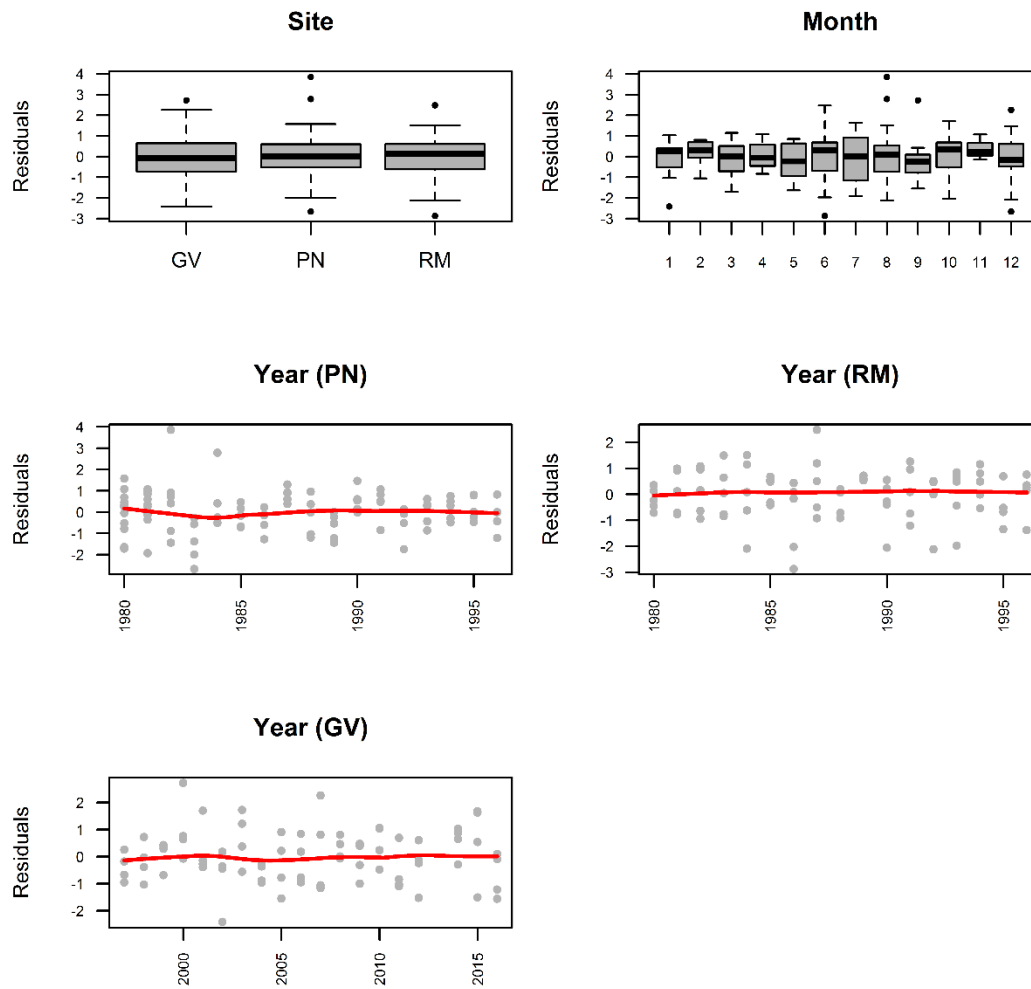 Site
Residuals
4
3
2
1
0
-1
-2
-3
GV PN RM
Month
Residuals
4
3
2
1
0
-1
-2
-3
1 2 3 4 5 6 7 8 9 10 11 12
Year (PN)
Residuals
4
3
2
1
0
-1
-2
1980 1985 1990 1995
Year (RM)
Residuals
2
1
0
-1
-2
-3
1980 1985 1990 1995
Year (GV)
Residuals
2
1
0
-1
-2
2000 2005 2010 2015